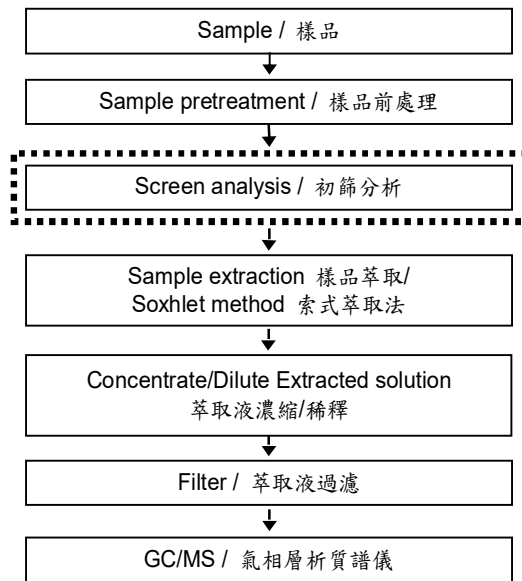 Sample / 樣品
Sample pretreatment / 樣品前處理
Screen analysis / 初篩分析
Sample extraction 樣品萃取/
Soxhlet method 索式萃取法
Concentrate/Dilute Extracted solution
萃取液濃縮/稀釋
Filter / 萃取液過濾
GC/MS / 氣相層析質譜儀